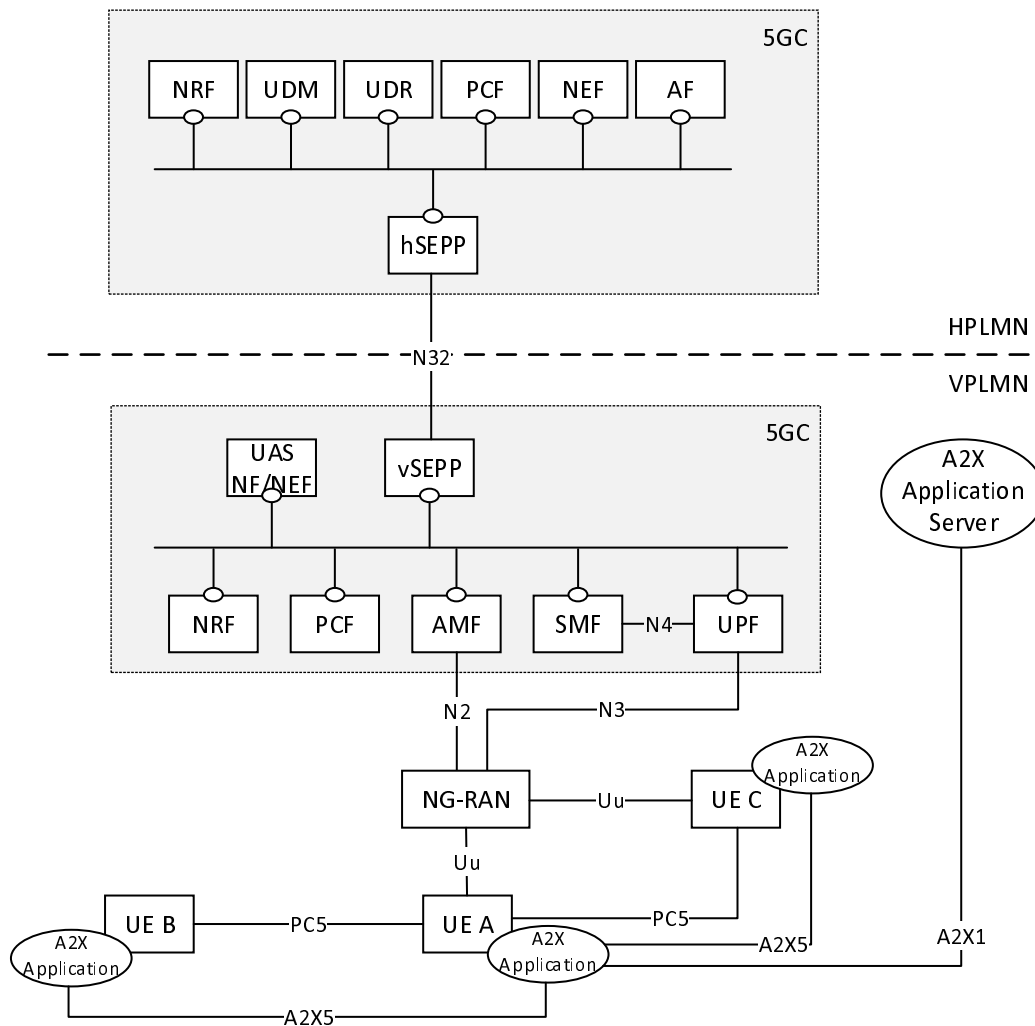 5GC
NRF
UDM
UDR
PCF
NEF
AF
hSEPP
HPLMN
N32
VPLMN
5GC
UAS
NF/NEF
vSEPP
A2X
Application
Server
NRF
PCF
AMF
SMF
N4
UPF
N2
N3
A2X
Application
NG-RAN
Uu
UE C
Uu
UE B
PC5
UE A
PC5
A2X
Application
A2X
Application
A2X5
A2X1
A2X5